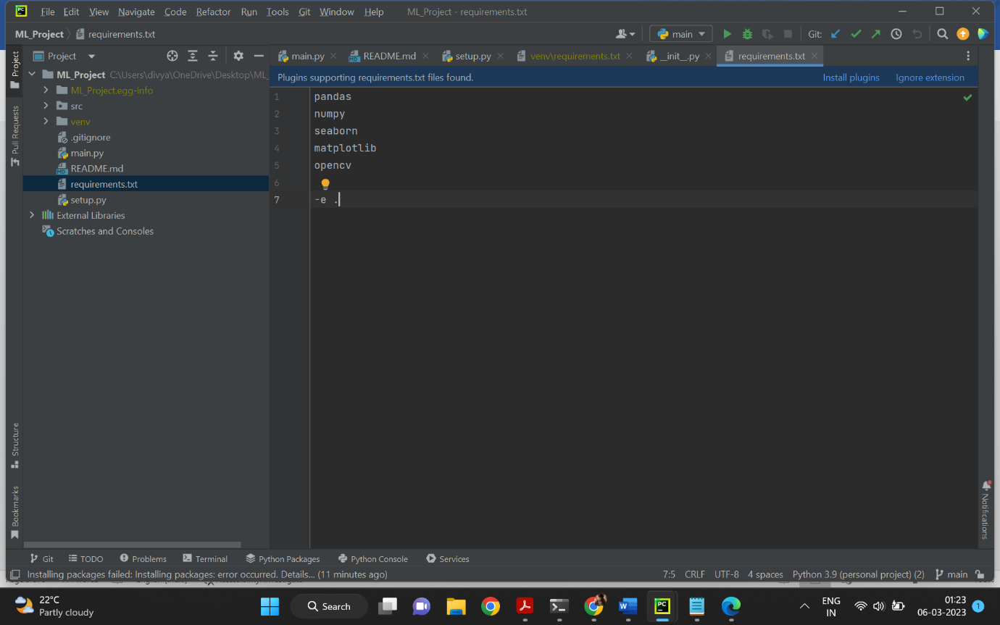 PC File Edit View Navigate Code Refactor Run Tools Git Window Help ML_Project - requirements.txt
ML_Project requirements.txt main Git:
Project
main.py README.md setup.py venv\requirements.txt __init__.py requirements.txt
Plugins supporting requirements.txt files found. Install plugins Ignore extension
ML_Project C:\Users\divya\OneDrive\Desktop\ML_
ML_Project.egg-info
src
venv
.gitignore
main.py
MD README.md
requirements.txt
setup.py
External Libraries
Scratches and Consoles
1 pandas
2 numpy
3 seaborn
4 matplotlib
5 opencv
6
7 -e .
Project
Pull Requests
Structure
Bookmarks
Notifications
Git TODO Problems Terminal Python Packages Python Console Services
Installing packages failed: Installing packages: error occurred. Details... (11 minutes ago) 7:5 CRLF UTF-8 4 spaces Python 3.9 (personal project) (2) main
22°C
Partly cloudy
Search
W
PC
ENG
IN
01:23
06-03-2023
1